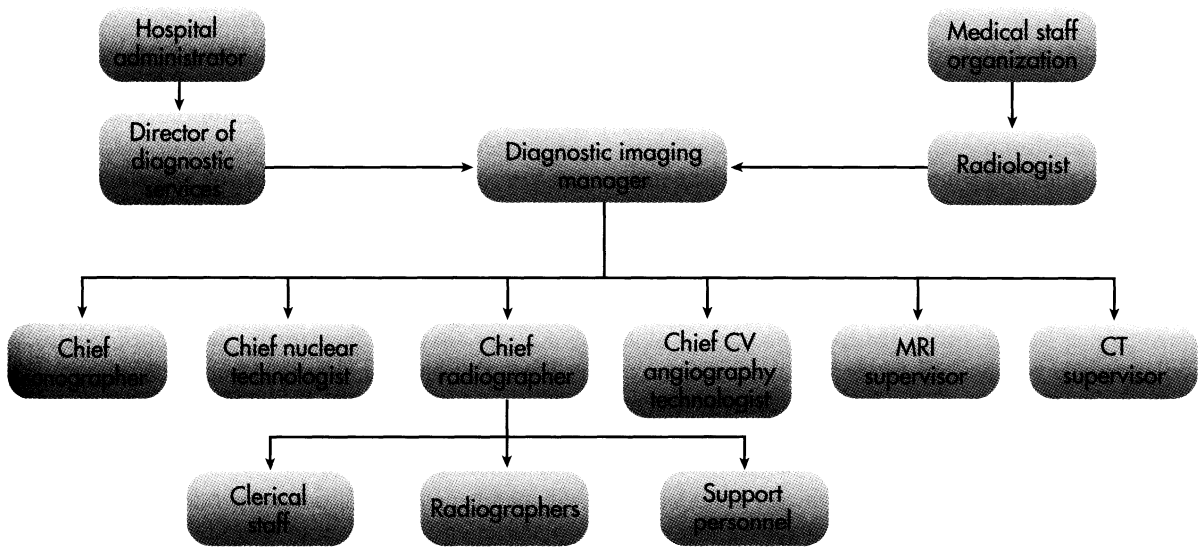 Hospital
administrator
Medical staff
organization
Director of
diagnostic
services
Diagnostic imaging
manager
Radiologist
Chief
sonographer
Chief nuclear
technologist
Chief
radiographer
Chief CV
angiography
technologist
MRI
supervisor
CT
supervisor
Clerical
staff
Radiographers
Support
personnel